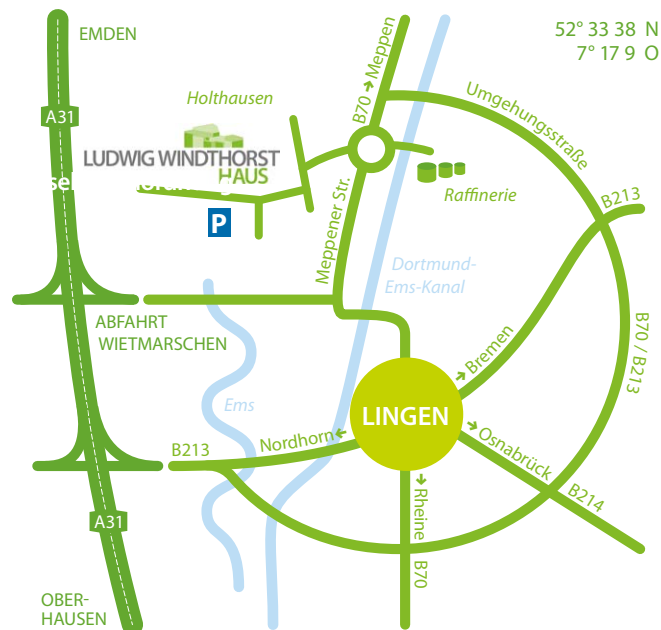 EMDEN
52° 33 38 N
7° 17 9 O
B70 → Meppen
Holthausen
Umgehungsstraße
A31
LUDWIG WINDTHORST
HAUS
Raffinerie
B213
P
Meppener Str.
Dortmund-
Ems-Kanal
ABFAHRT
WIETMARSCHEN
B70 / B213
Bremen
Ems
LINGEN
Nordhorn
B213
Osnabrück
B214
Rheine
B70
A31
OBER-
HAUSEN